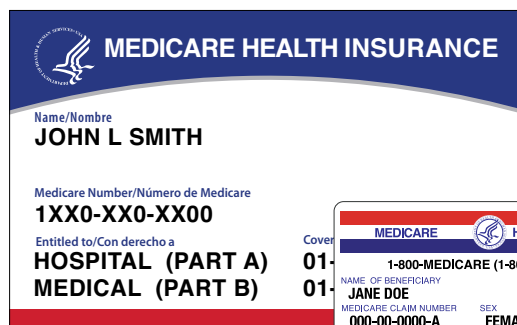 MEDICARE HEALTH INSURANCE
Name/Nombre
JOHN L SMITH
Medicare Number/Número de Medicare
1XX0-XX0-XX00
Entitled to/Con derecho a
HOSPITAL (PART A) 01-
MEDICAL (PART B) 01-
MEDICARE
1-800-MEDICARE
NAME OF BENEFICIARY
JANE DOE
MEDICARE CLAIM NUMBER SEX
000-00-0000-A